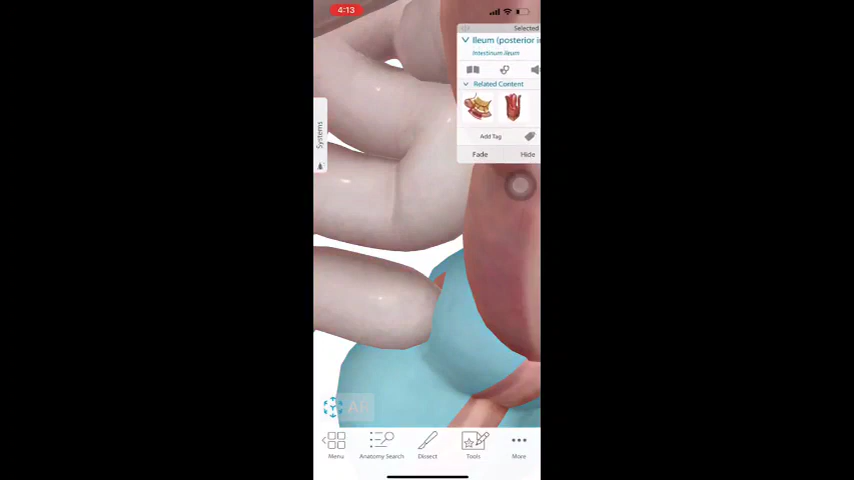 4:13
Selected
Ileum (posterior in
Intestinum ileum
Related Content
Add Tag
Fade
Hide
Systems
AR
Menu
Anatomy Search
Dissect
Tools
More